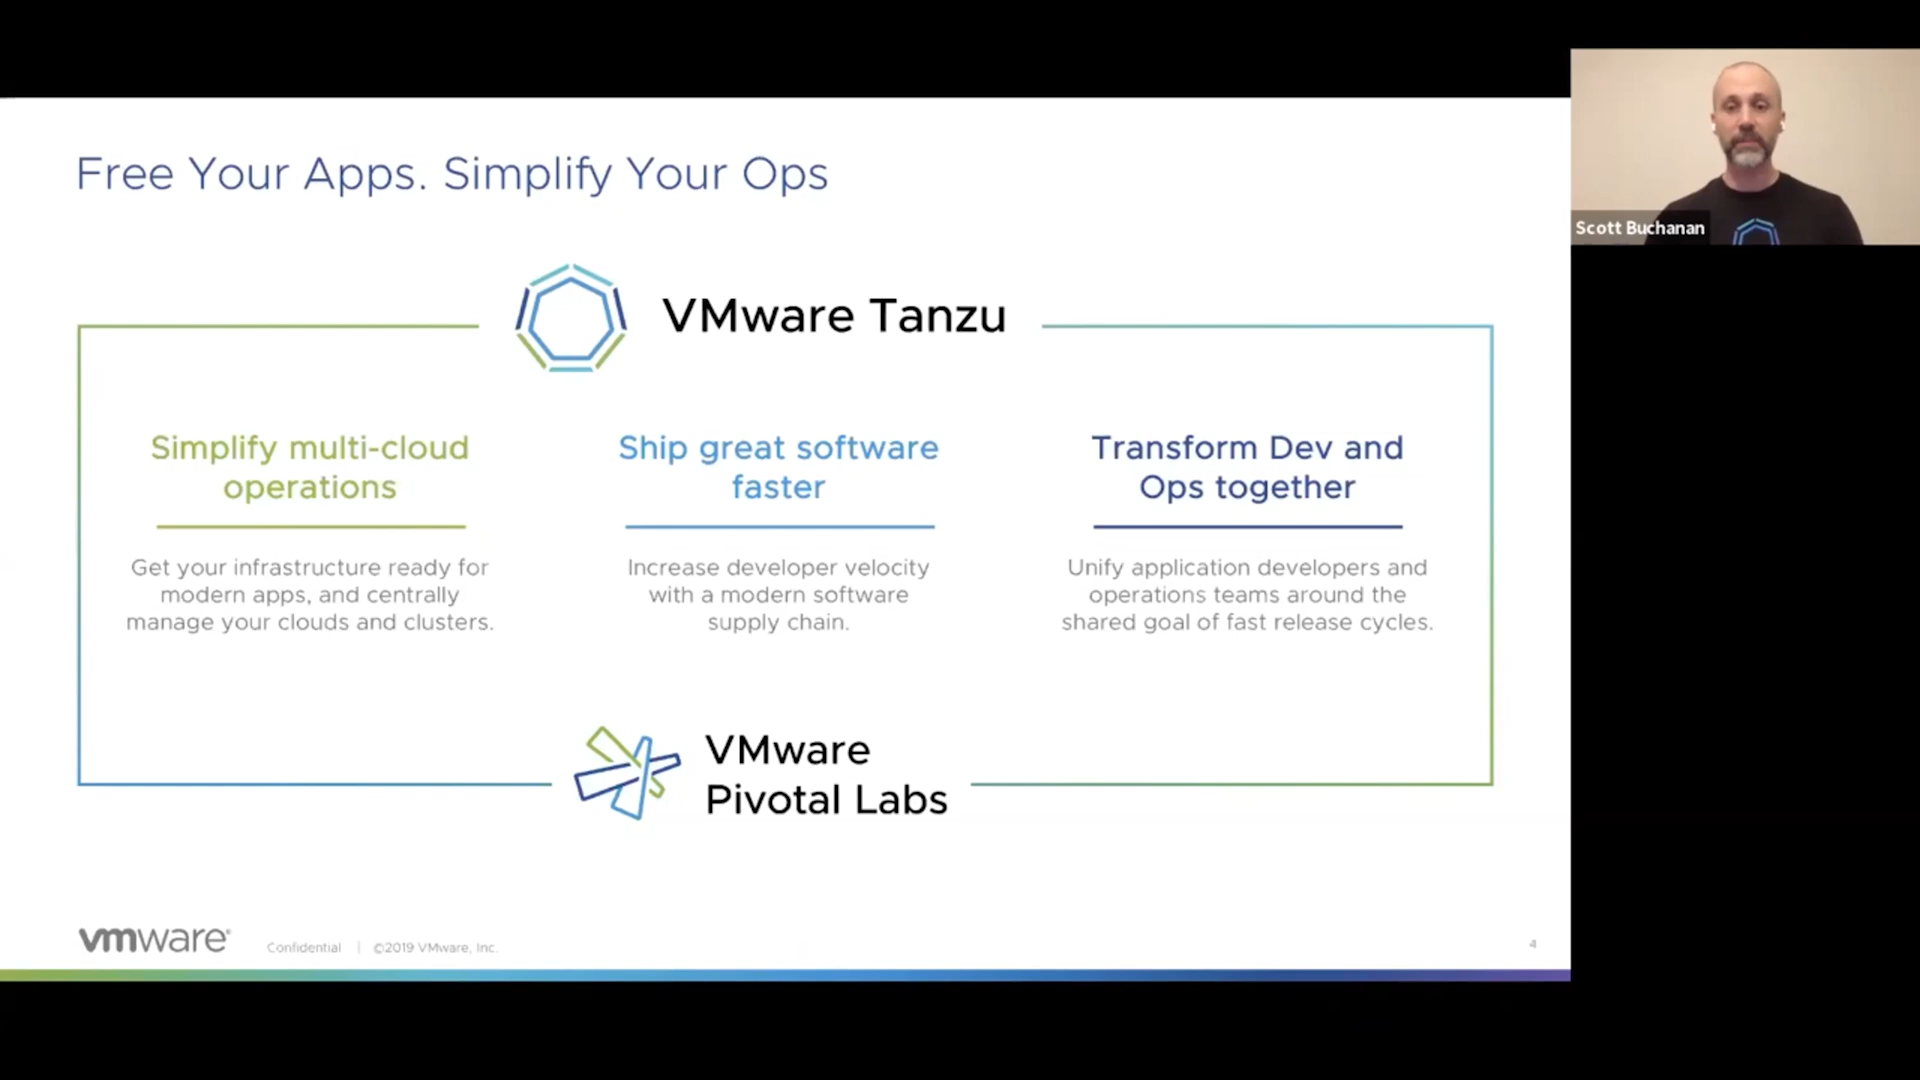 Free Your Apps. Simplify Your Ops
Scott Buchanan
VMware Tanzu
Simplify multi-cloud
operations
Get your infrastructure ready for
modern apps, and centrally
manage your clouds and clusters.
Ship great software
faster
Increase developer velocity
with a modern software
supply chain.
Transform Dev and
Ops together
Unify application developers and
operations teams around the
shared goal of fast release cycles.
VMware
Pivotal Labs
vmware®
Confidential | ©2019 VMware, Inc.
4